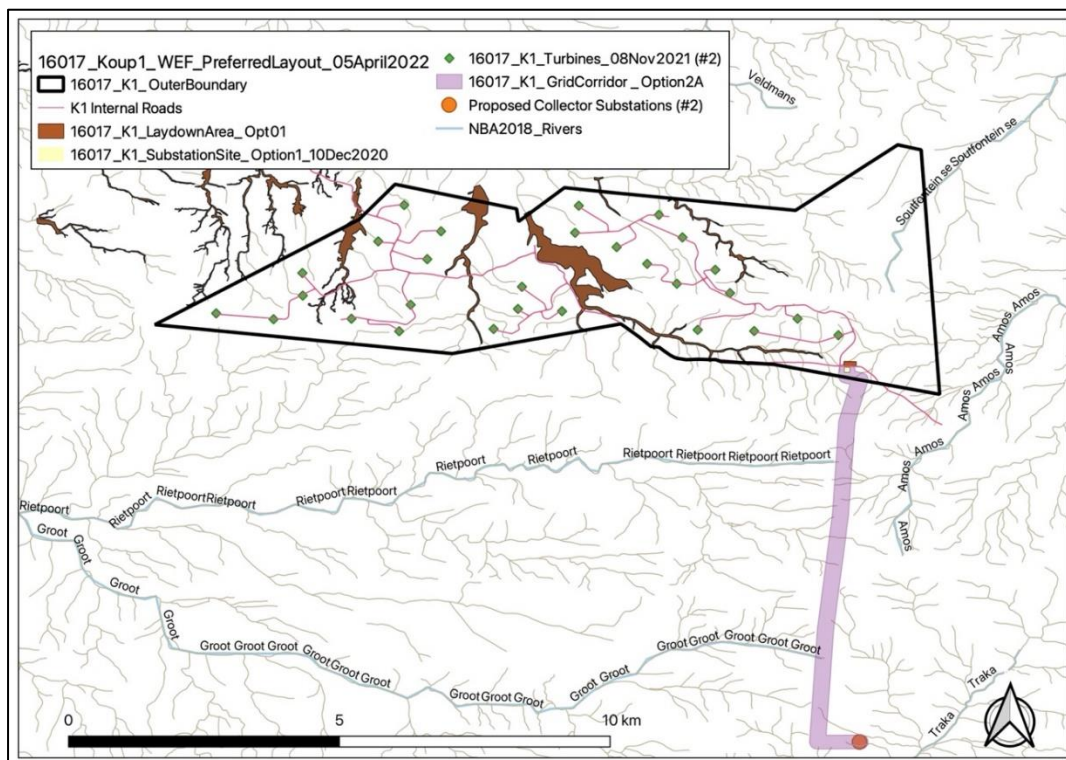 16017_Koup1_WEF_PreferredLayout_05April2022
16017_K1_OuterBoundary
K1 Internal Roads
16017_K1_LaydownArea_Opt01
16017_K1_SubstationSite_Option1_10Dec2020
16017_K1_Turbines_08Nov2021 (#2)
16017_K1_GridCorridor _Option2A
Proposed Collector Substations (#2)
NBA2018_Rivers
Veldmans
Soutfontein se Soutfontein se
Amos Amos
Amos
Amos
Amos
Amos
Amos
Amos
Rietpoort Rietpoort Rietpoort Rietpoort
Rietpoort
Rietpoort
Rietpoort Rietpoort
Rietpoort Rietpoort
Rietpoort
Rietpoort
Groot
Groot
Groot
Groot
Groot Groot Groot
Groot Groot Groot
Groot Groot Groot
Groot Groot
Groot Groot Groot Groot Groot
Traka
Traka
0 5 10 km